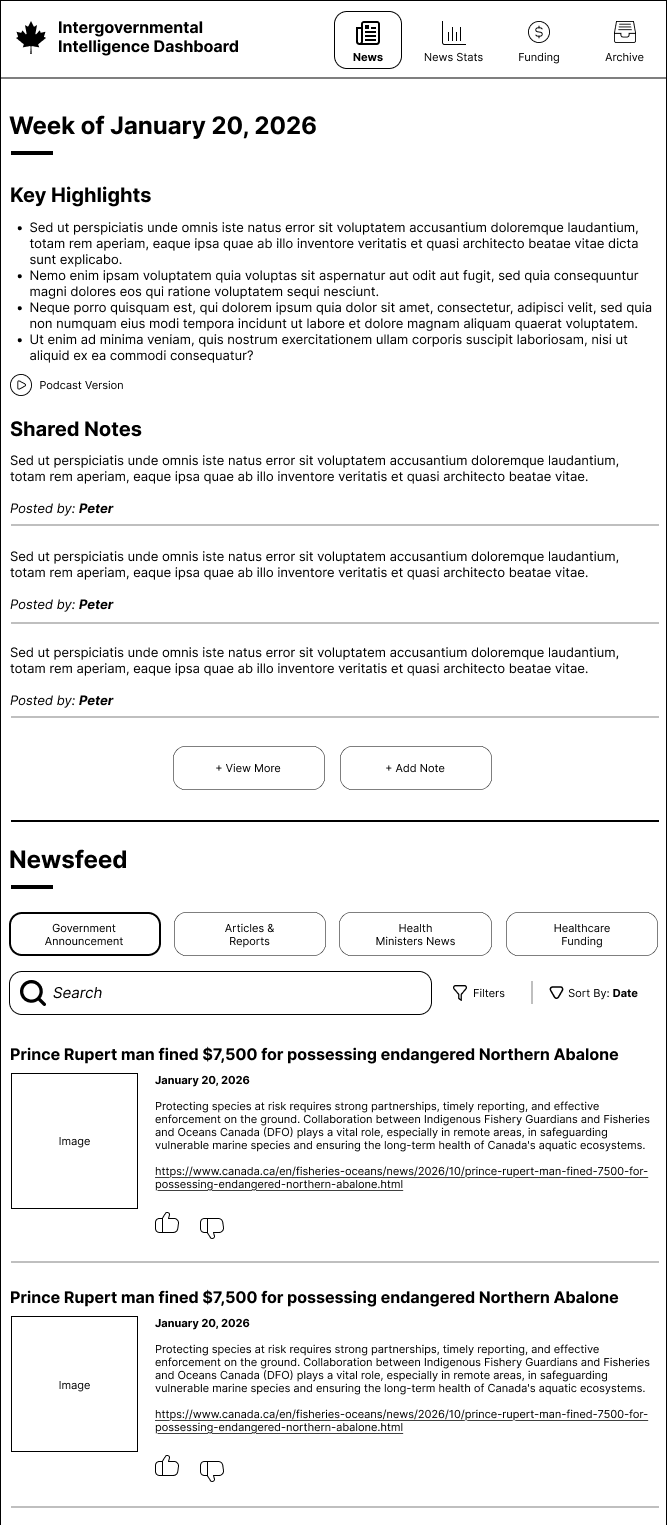 Intergovernmental
Intelligence Dashboard
News
News Stats
Funding
Archive
Week of January 20, 2026
Key Highlights
• Sed ut perspiciatis unde omnis iste natus error sit voluptatem accusantium doloremque laudantium,
totam rem aperiam, eaque ipsa quae ab illo inventore veritatis et quasi architecto beatae vitae dicta
sunt explicabo.
• Nemo enim ipsam voluptatem quia voluptas sit aspernatur aut odit aut fugit, sed quia consequuntur
magni dolores eos qui ratione voluptatem sequi nesciunt.
• Neque porro quisquam est, qui dolorem ipsum quia dolor sit amet, consectetur, adipisci velit, sed quia
non numquam eius modi tempora incidunt ut labore et dolore magnam aliquam quaerat voluptatem.
• Ut enim ad minima veniam, quis nostrum exercitationem ullam corporis suscipit laboriosam, nisi ut
aliquid ex ea commodi consequatur?
Podcast Version
Shared Notes
Sed ut perspiciatis unde omnis iste natus error sit voluptatem accusantium doloremque laudantium,
totam rem aperiam, eaque ipsa quae ab illo inventore veritatis et quasi architecto beatae vitae.
Posted by: Peter
Sed ut perspiciatis unde omnis iste natus error sit voluptatem accusantium doloremque laudantium,
totam rem aperiam, eaque ipsa quae ab illo inventore veritatis et quasi architecto beatae vitae.
Posted by: Peter
Sed ut perspiciatis unde omnis iste natus error sit voluptatem accusantium doloremque laudantium,
totam rem aperiam, eaque ipsa quae ab illo inventore veritatis et quasi architecto beatae vitae.
Posted by: Peter
+ View More
+ Add Note
Newsfeed
Government
Announcement
Articles &
Reports
Health
Ministers News
Healthcare
Funding
Search
Filters
Sort By: Date
Prince Rupert man fined $7,500 for possessing endangered Northern Abalone
Image
January 20, 2026
Protecting species at risk requires strong partnerships, timely reporting, and effective
enforcement on the ground. Collaboration between Indigenous Fishery Guardians and Fisheries
and Oceans Canada (DFO) plays a vital role, especially in remote areas, in safeguarding
vulnerable marine species and ensuring the long-term health of Canada's aquatic ecosystems.
https://www.canada.ca/en/fisheries-oceans/news/2026/10/prince-rupert-man-fined-7500-for-
possessing-endangered-northern-abalone.html
Prince Rupert man fined $7,500 for possessing endangered Northern Abalone
Image
January 20, 2026
Protecting species at risk requires strong partnerships, timely reporting, and effective
enforcement on the ground. Collaboration between Indigenous Fishery Guardians and Fisheries
and Oceans Canada (DFO) plays a vital role, especially in remote areas, in safeguarding
vulnerable marine species and ensuring the long-term health of Canada's aquatic ecosystems.
https://www.canada.ca/en/fisheries-oceans/news/2026/10/prince-rupert-man-fined-7500-for-
possessing-endangered-northern-abalone.html